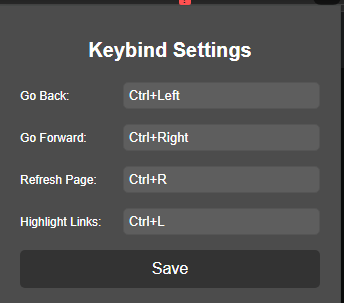 Keybind Settings
Go Back: Ctrl+Left
Go Forward: Ctrl+Right
Refresh Page: Ctrl+R
Highlight Links: Ctrl+L
Save